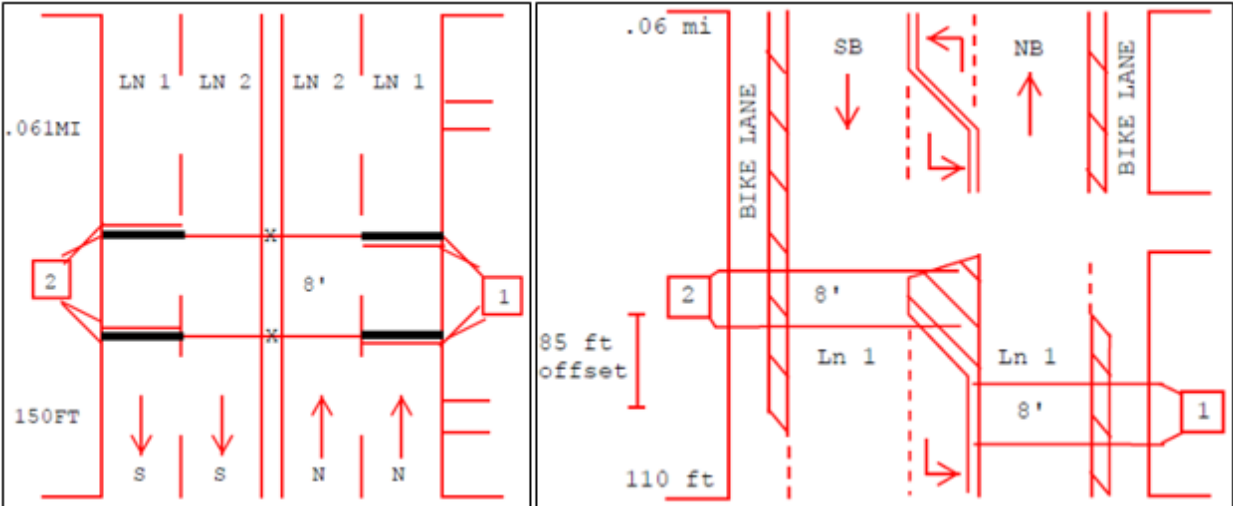 LN 1 LN 2 LN 2 LN 1
.061MI
X
2
8'
1
X
150FT
S S N N
.06 mi
SB
NB
BIKE LANE
BIKE LANE
2
8'
85 ft
offset
Ln 1
Ln 1
8'
1
110 ft